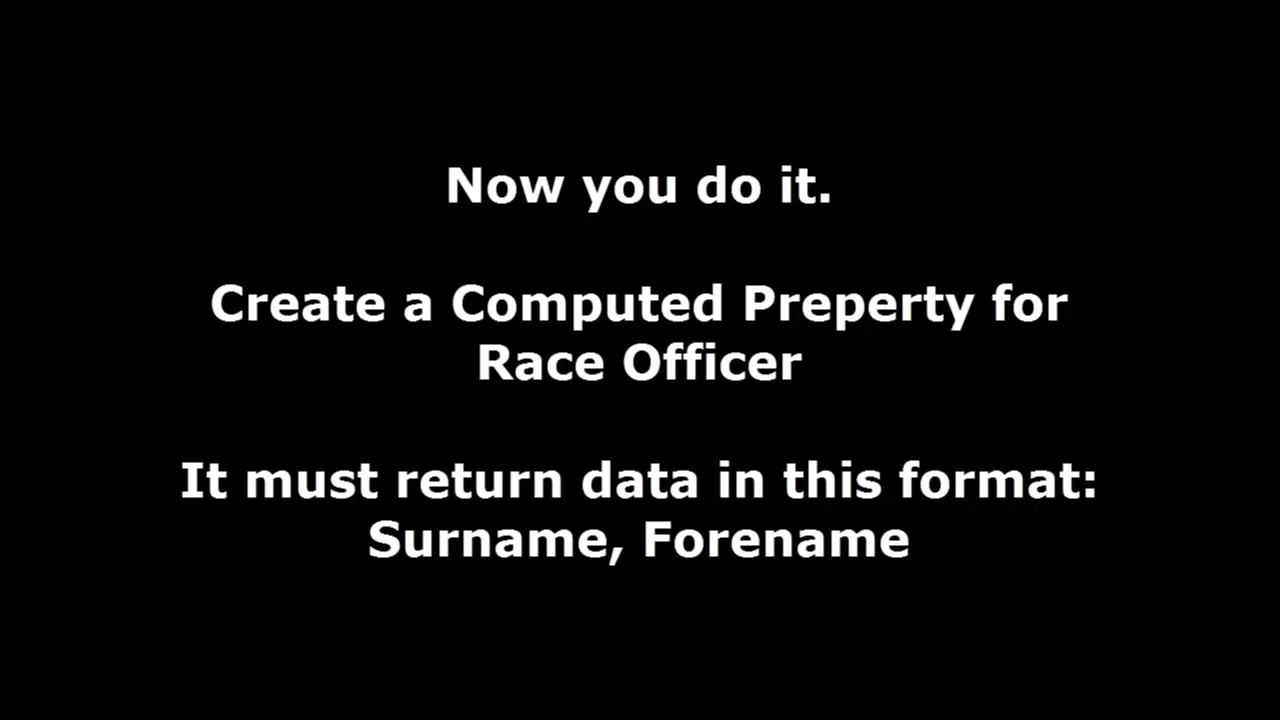 Now you do it.
Create a Computed Preperty for
Race Officer
It must return data in this format:
Surname, Forename